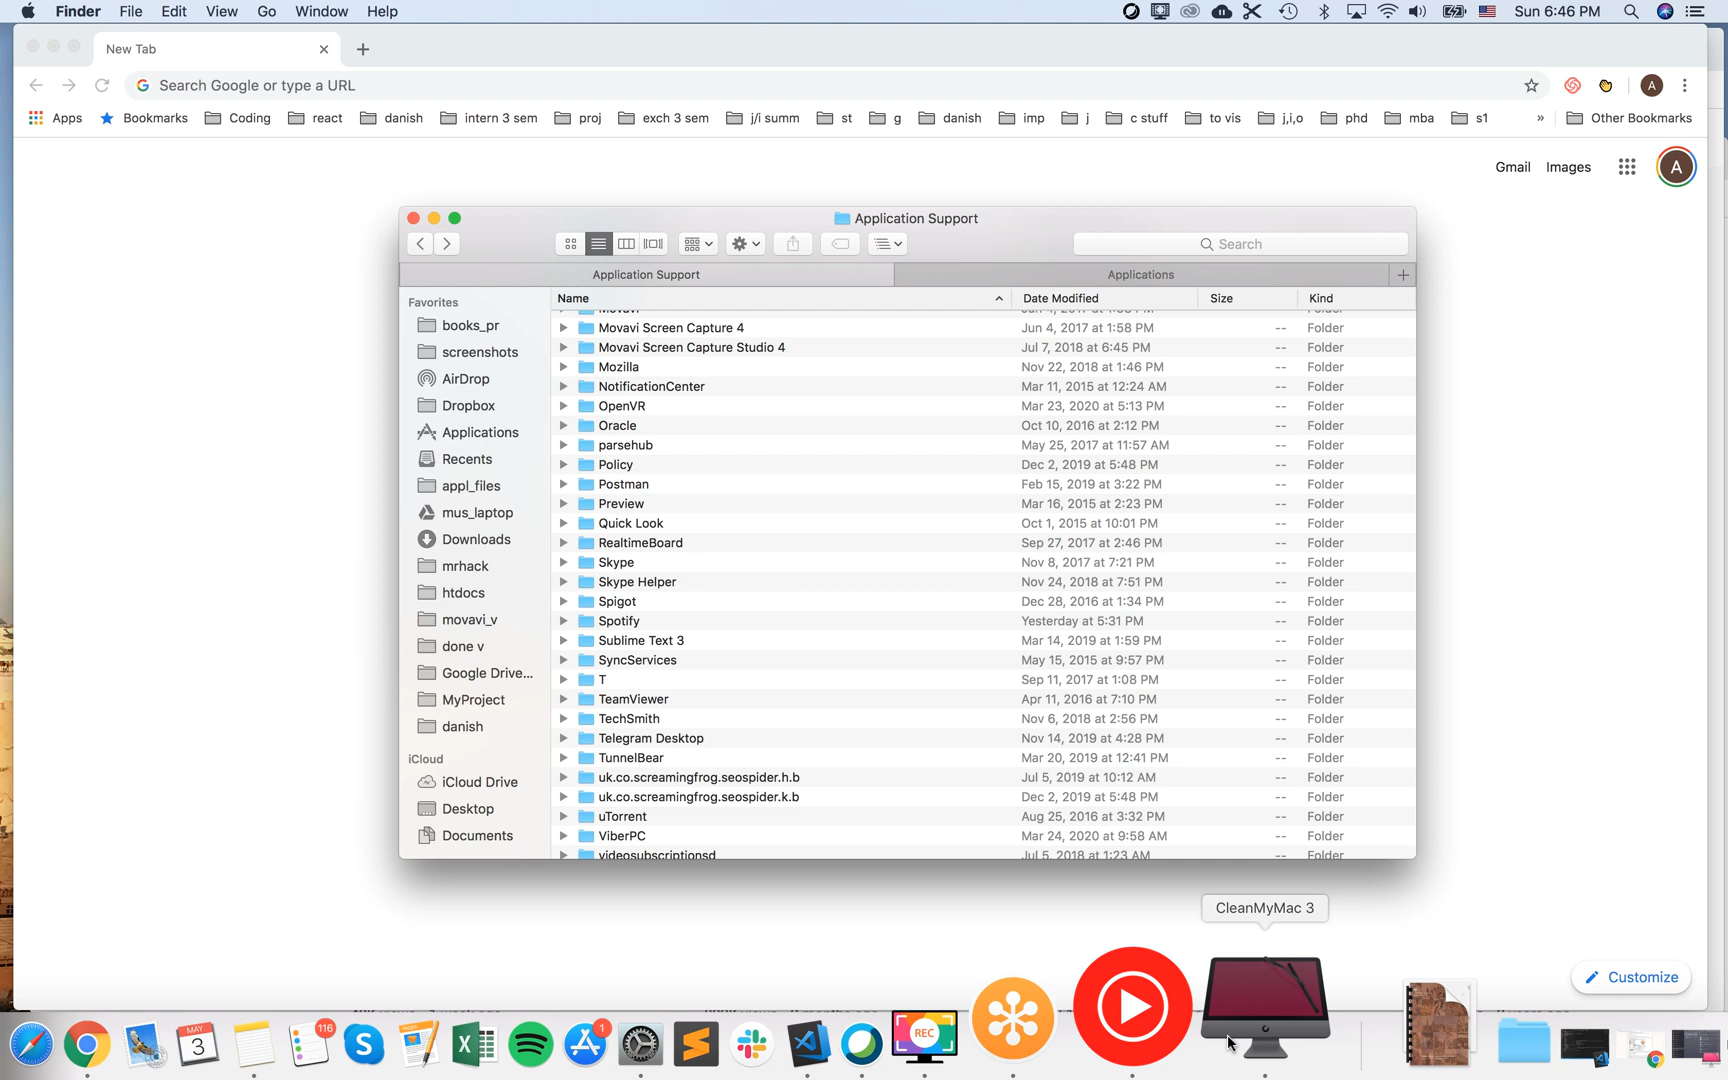 Finder File Edit View Go Window Help Sun 6:46 PM
New Tab
Search Google or type a URL A
Apps Bookmarks Coding react danish intern 3 sem proj exch 3 sem j/i summ st g danish imp j c stuff to vis j,i,o phd mba s1 » Other Bookmarks
Gmail Images A
Application Support
Search
Application Support Applications
Favorites
books_pr
screenshots
AirDrop
Dropbox
Applications
Recents
appl_files
mus_laptop
Downloads
mrhack
htdocs
movavi_v
done v
Google Drive...
MyProject
danish
iCloud
iCloud Drive
Desktop
Documents
Name Date Modified Size Kind
Movavi Screen Capture 4 Jun 4, 2017 at 1:58 PM -- Folder
Movavi Screen Capture Studio 4 Jul 7, 2018 at 6:45 PM -- Folder
Mozilla Nov 22, 2018 at 1:46 PM -- Folder
NotificationCenter Mar 11, 2015 at 12:24 AM -- Folder
OpenVR Mar 23, 2020 at 5:13 PM -- Folder
Oracle Oct 10, 2016 at 2:12 PM -- Folder
parsehub May 25, 2017 at 11:57 AM -- Folder
Policy Dec 2, 2019 at 5:48 PM -- Folder
Postman Feb 15, 2019 at 3:22 PM -- Folder
Preview Mar 16, 2015 at 2:23 PM -- Folder
Quick Look Oct 1, 2015 at 10:01 PM -- Folder
RealtimeBoard Sep 27, 2017 at 2:46 PM -- Folder
Skype Nov 8, 2017 at 7:21 PM -- Folder
Skype Helper Nov 24, 2018 at 7:51 PM -- Folder
Spigot Dec 28, 2016 at 1:34 PM -- Folder
Spotify Yesterday at 5:31 PM -- Folder
Sublime Text 3 Mar 14, 2019 at 1:59 PM -- Folder
SyncServices May 15, 2015 at 9:57 PM -- Folder
T Sep 11, 2017 at 1:08 PM -- Folder
TeamViewer Apr 11, 2016 at 7:10 PM -- Folder
TechSmith Nov 6, 2018 at 2:56 PM -- Folder
Telegram Desktop Nov 14, 2019 at 4:28 PM -- Folder
TunnelBear Mar 20, 2019 at 12:41 PM -- Folder
uk.co.screamingfrog.seospider.h.b Jul 5, 2019 at 10:12 AM -- Folder
uk.co.screamingfrog.seospider.k.b Dec 2, 2019 at 5:48 PM -- Folder
uTorrent Aug 25, 2016 at 3:32 PM -- Folder
ViberPC Mar 24, 2020 at 9:58 AM -- Folder
videosubscriptionsd Jul 5, 2018 at 1:23 AM -- Folder
CleanMyMac 3
Customize
MAY
3
116
PAGES
1
REC